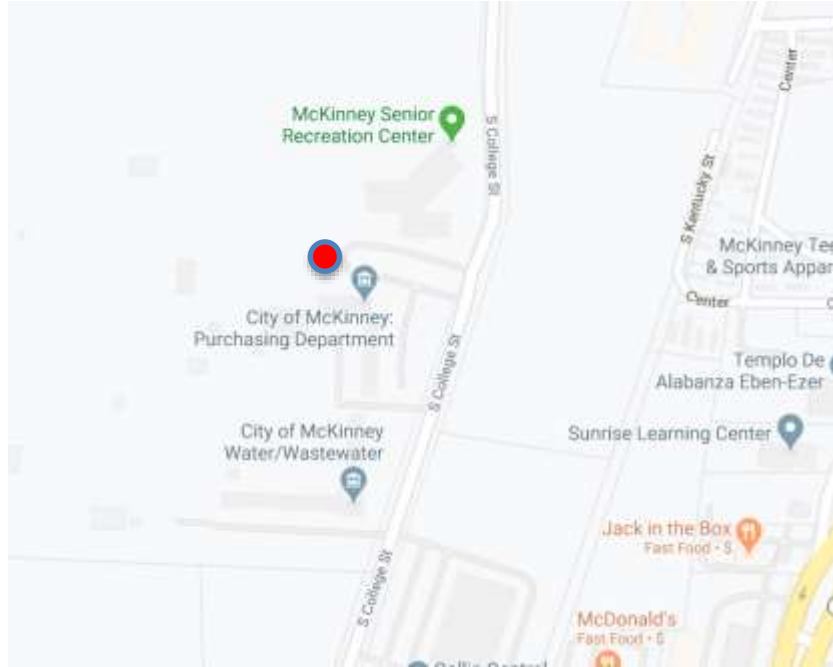 McKinney Senior
Recreation Center
S College St
Center
S Kentucky St
McKinney Tee
& Sports Appar
Center
City of McKinney:
Purchasing Department
S College St
Templo De
Alabanza Eben-Ezer
City of McKinney
Water/Wastewater
Sunrise Learning Center
Jack in the Box
Fast Food • $
S College St
McDonald's
Fast Food • $